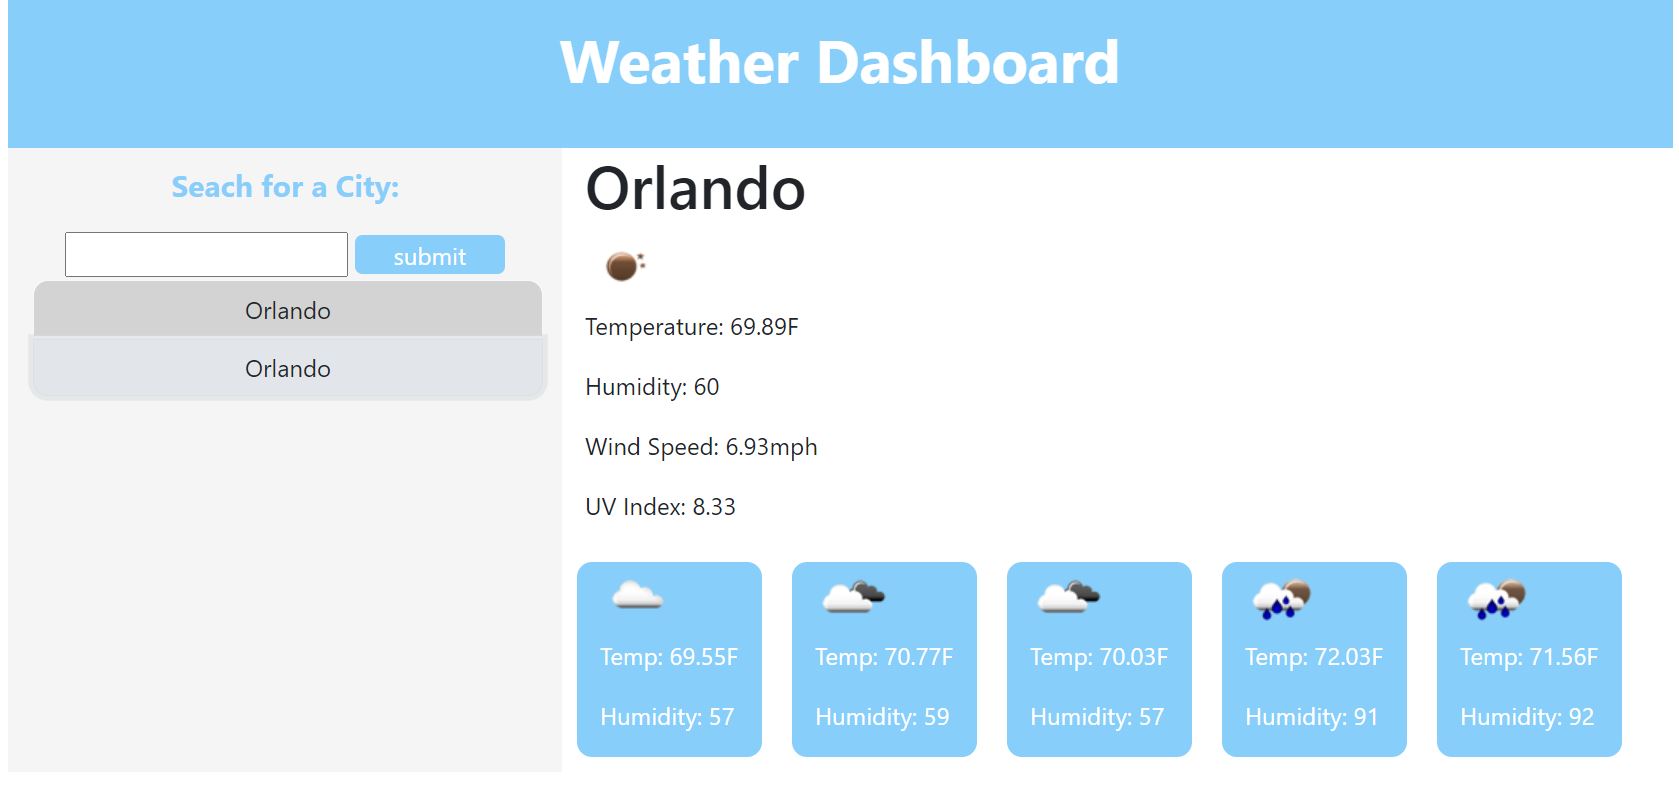 Weather Dashboard
Seach for a City:
submit
Orlando
Orlando
Orlando
Temperature: 69.89F
Humidity: 60
Wind Speed: 6.93mph
UV Index: 8.33
Temp: 69.55F
Humidity: 57
Temp: 70.77F
Humidity: 59
Temp: 70.03F
Humidity: 57
Temp: 72.03F
Humidity: 91
Temp: 71.56F
Humidity: 92